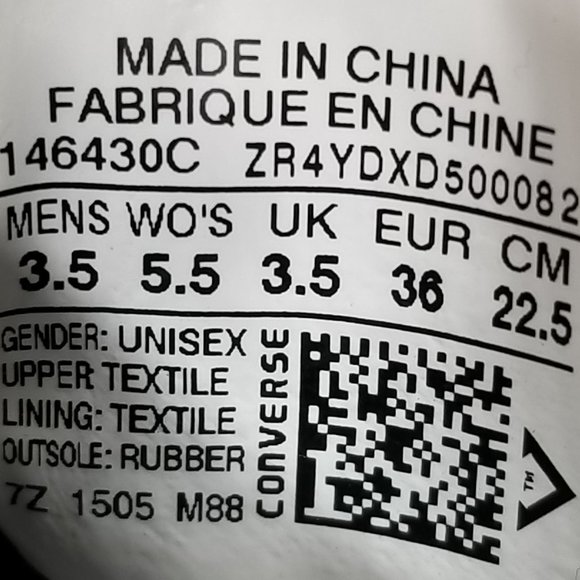 MADE IN CHINA
FABRIQUE EN CHINE
146430C ZR4YDXD500082
MENS WO'S UK EUR CM
3.5 5.5 3.5 36 22.5
GENDER: UNISEX
UPPER TEXTILE
LINING: TEXTILE
OUTSOLE: RUBBER
7Z 1505 M88
CONVERSE
TM